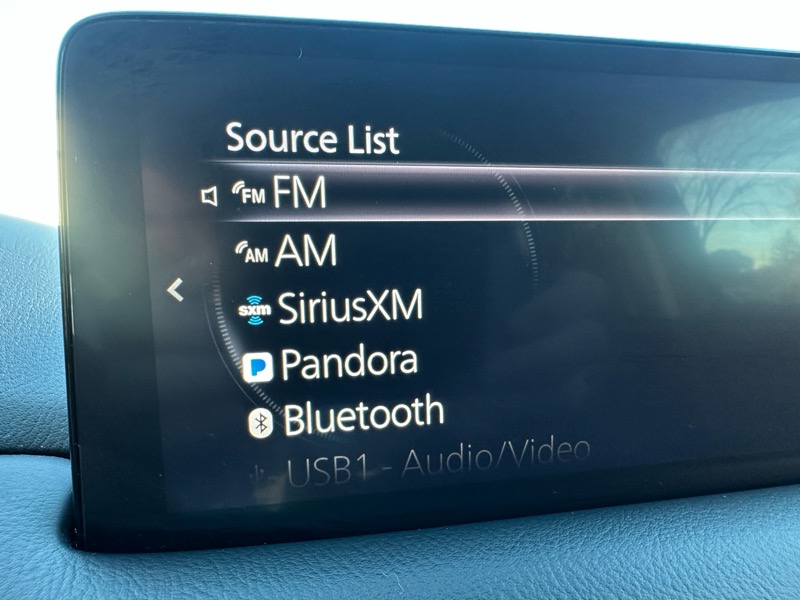 Source List
FM FM
AM AM
sxm SiriusXM
P Pandora
Bluetooth
USB1 - Audio/Video